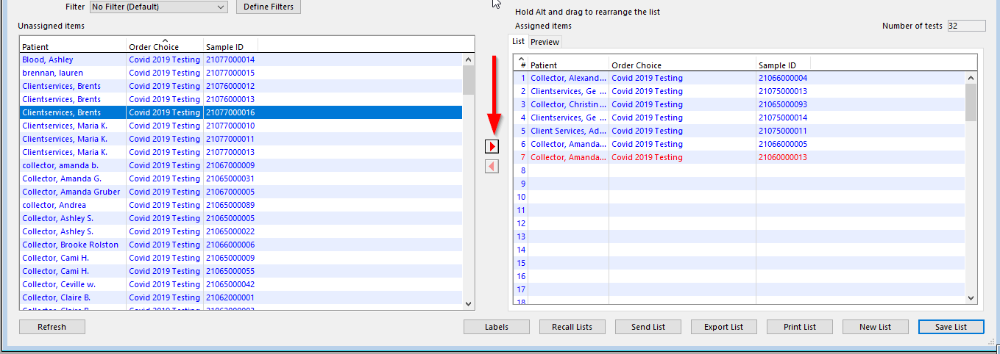 Filter No Filter (Default) Define Filters
Hold Alt and drag to rearrange the list
Unassigned items
Assigned items
Number of tests 32
List Preview
Patient Order Choice Sample ID
Blood, Ashley Covid 2019 Testing 21077000014
brennan, lauren Covid 2019 Testing 21077000015
Clientservices, Brents Covid 2019 Testing 21076000012
Clientservices, Brents Covid 2019 Testing 21076000013
Clientservices, Brents Covid 2019 Testing 21077000016
Clientservices, Maria K. Covid 2019 Testing 21077000010
Clientservices, Maria K. Covid 2019 Testing 21077000011
Clientservices, Maria K. Covid 2019 Testing 21077000013
collector, amanda b. Covid 2019 Testing 21067000009
Collector, Amanda G. Covid 2019 Testing 21065000031
Collector, Amanda Gruber Covid 2019 Testing 21067000005
collector, Andrea Covid 2019 Testing 21065000089
Collector, Ashley S. Covid 2019 Testing 21065000005
Collector, Ashley S. Covid 2019 Testing 21065000022
Collector, Brooke Rolston Covid 2019 Testing 21066000006
Collector, Cami H. Covid 2019 Testing 21065000009
Collector, Cami H. Covid 2019 Testing 21065000055
Collector, Ceville w. Covid 2019 Testing 21065000042
Collector, Claire B. Covid 2019 Testing 21062000001
# Patient Order Choice Sample ID
1 Collector, Alexand... Covid 2019 Testing 21066000004
2 Clientservices, Ge ... Covid 2019 Testing 21075000013
3 Collector, Christin ... Covid 2019 Testing 21065000093
4 Clientservices, Ge ... Covid 2019 Testing 21075000014
5 Client Services, Ad... Covid 2019 Testing 21075000011
6 Collector, Amanda... Covid 2019 Testing 21066000005
7 Collector, Amanda... Covid 2019 Testing 21060000013
8
9
10
11
12
13
14
15
16
17
18
Refresh Labels Recall Lists Send List Export List Print List New List Save List